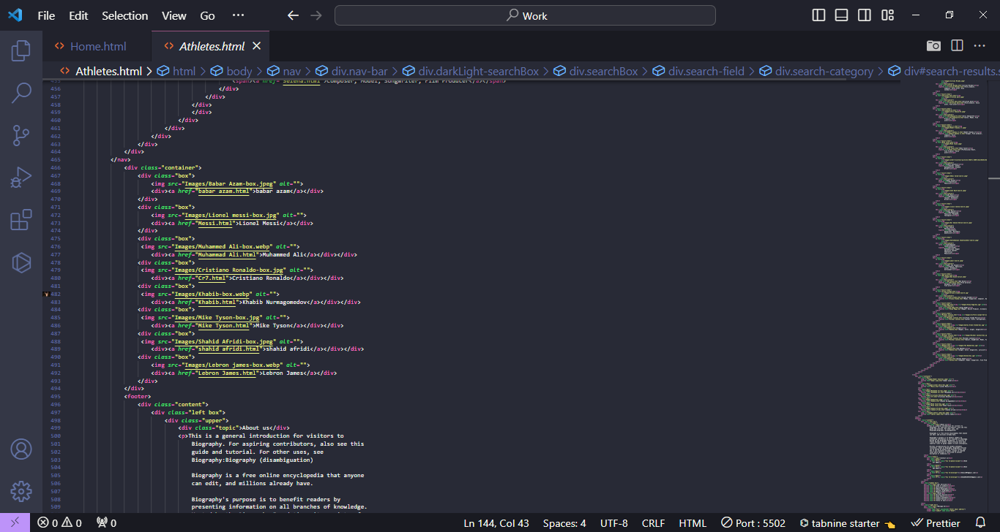 File Edit Selection View Go ··· Work
Home.html Athletes.html
Athletes.html > html > body > nav > div.nav-bar > div.darkLight-searchBox > div.searchBox > div.search-field > div.search-category > div#search-results.s
456 </div>
457 </div>
458 </div>
459 </div>
460 </div>
461 </div>
462 </div>
463 </div>
464 </div>
465 </nav>
466 <div class="container">
467 <div class="box">
468 <img src="Images/Babar Azam-box.jpeg" alt="">
469 <div><a href="babar azam.html">babar azam</a></div>
470 </div>
471 <div class="box">
472 <img src="Images/Lionel messi-box.jpg" alt="">
473 <div><a href="Messi.html">Lionel Messi</a></div>
474 </div>
475 <div class="box">
476 <img src="Images/Muhammed Ali-box.webp" alt="">
477 <div><a href="Muhammad Ali.html">Muhammed Ali</a></div></div>
478 <div class="box">
479 <img src="Images/Cristiano Ronaldo-box.jpg" alt="">
480 <div><a href="Cr7.html">Cristiano Ronaldo</a></div></div>
481 <div class="box">
482 <img src="Images/Khabib-box.webp" alt="">
483 <div><a href="Khabib.html">Khabib Nurmagomedov</a></div></div>
484 <div class="box">
485 <img src="Images/Mike Tyson-box.jpg" alt="">
486 <div><a href="Mike Tyson.html">Mike Tyson</a></div></div>
487 <div class="box">
488 <img src="Images/Shahid Afridi-box.jpeg" alt="">
489 <div><a href="shahid afridi.html">shahid afridi</a></div></div>
490 <div class="box">
491 <img src="Images/Lebron james-box.webp" alt="">
492 <div><a href="Lebron James.html">Lebron James</a></div>
493 </div>
494 </div>
495 <footer>
496 <div class="content">
497 <div class="left box">
498 <div class="upper">
499 <div class="topic">About us</div>
500 <p>This is a general introduction for visitors to
501 Biography. For aspiring contributors, also see this
502 guide and tutorial. For other uses, see
503 Biography:Biography (disambiguation)
504
505 Biography is a free online encyclopedia that anyone
506 can edit, and millions already have.
507
508 Biography's purpose is to benefit readers by
509 presenting information on all branches of knowledge.
0 0 0 Ln 144, Col 43 Spaces: 4 UTF-8 CRLF HTML Port : 5502 tabnine starter Prettier